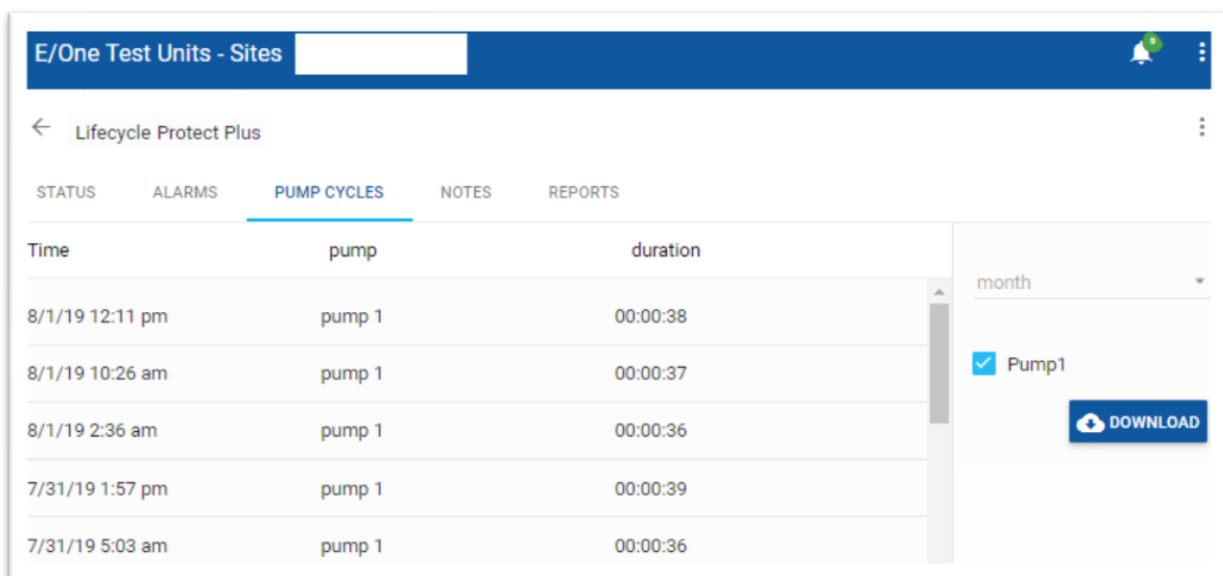 E/One Test Units - Sites
0
Lifecycle Protect Plus
STATUS ALARMS PUMP CYCLES NOTES REPORTS
Time pump duration
month
8/1/19 12:11 pm pump 1 00:00:38
8/1/19 10:26 am pump 1 00:00:37
Pump1
8/1/19 2:36 am pump 1 00:00:36
DOWNLOAD
7/31/19 1:57 pm pump 1 00:00:39
7/31/19 5:03 am pump 1 00:00:36